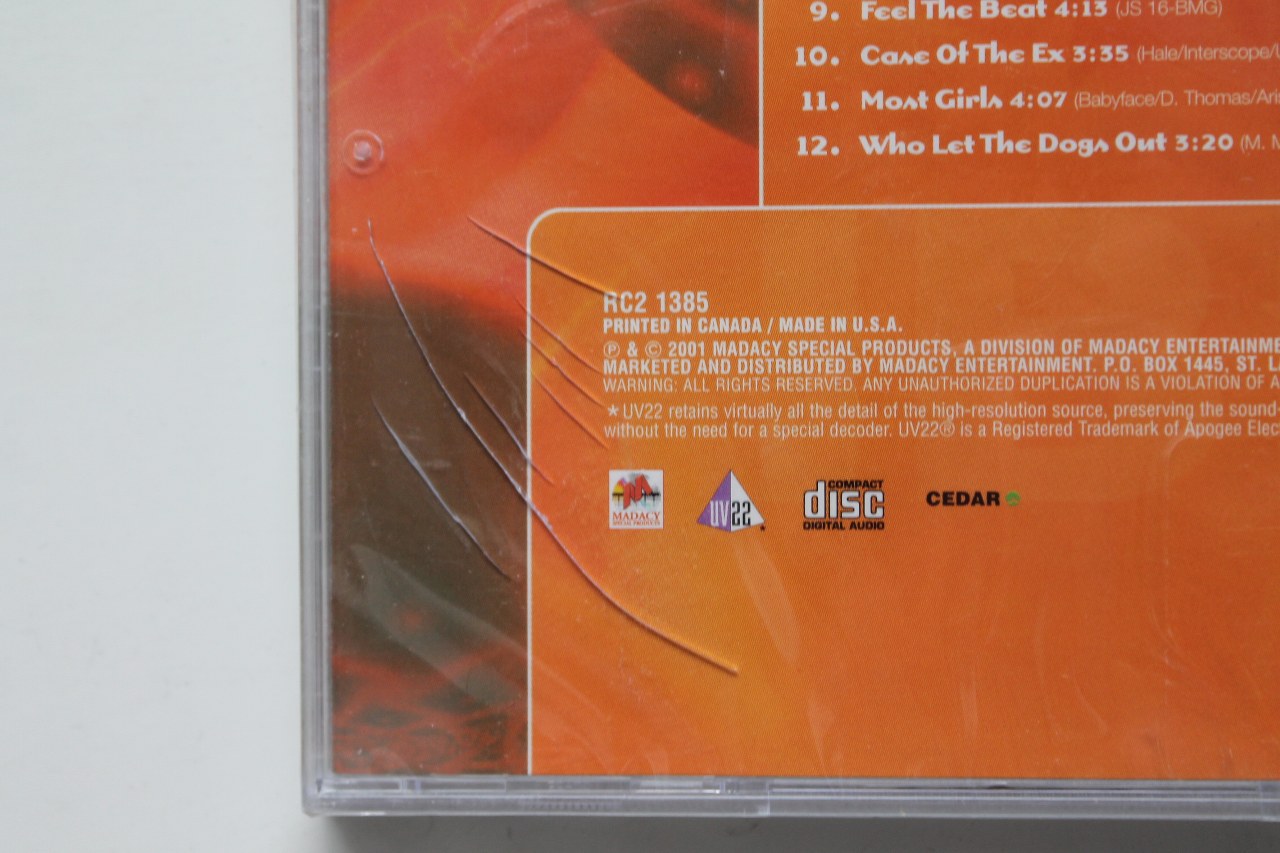 9. Feel The Beat 4:13 (JS 16-BMG)
10. Case Of The Ex 3:35 (Hale/Interscope/
11. Most Girls 4:07 (Babyface/D. Thomas/
12. Who Let The Dogs Out 3:20 (M.
RC2 1385
PRINTED IN CANADA / MADE IN U.S.A.
℗ & © 2001 MADACY SPECIAL PRODUCTS, A DIVISION OF MADACY
MARKETED AND DISTRIBUTED BY MADACY ENTERTAINMENT. P.O. BOX 1445, ST.
WARNING: ALL RIGHTS RESERVED. ANY UNAUTHORIZED DUPLICATION IS A VIOLATION OF
*UV22 retains virtually all the detail of the high-resolution source, preserving the sound
without the need for a special decoder. UV22® is a Registered Trademark of Apogee
MADACY
SPECIAL PRODUCTS
UV22*
COMPACT
disc
DIGITAL AUDIO
CEDAR